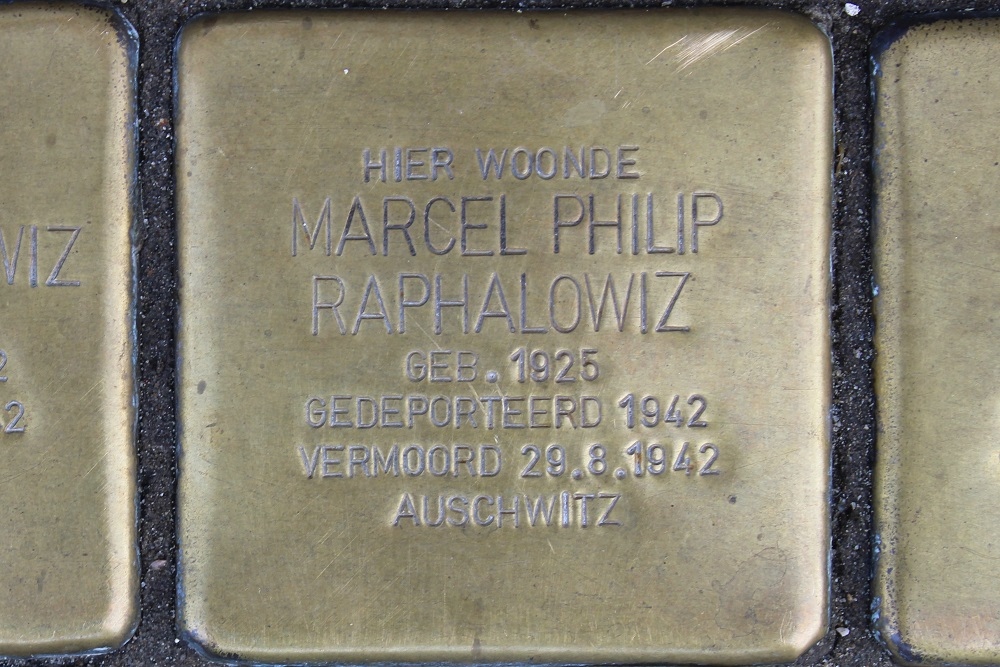 HIER WOONDE
MARCEL PHILIP
RAPHALOWIZ
GEB. 1925
GEDEPORTEERD 1942
VERMOORD 29.8.1942
AUSCHWITZ